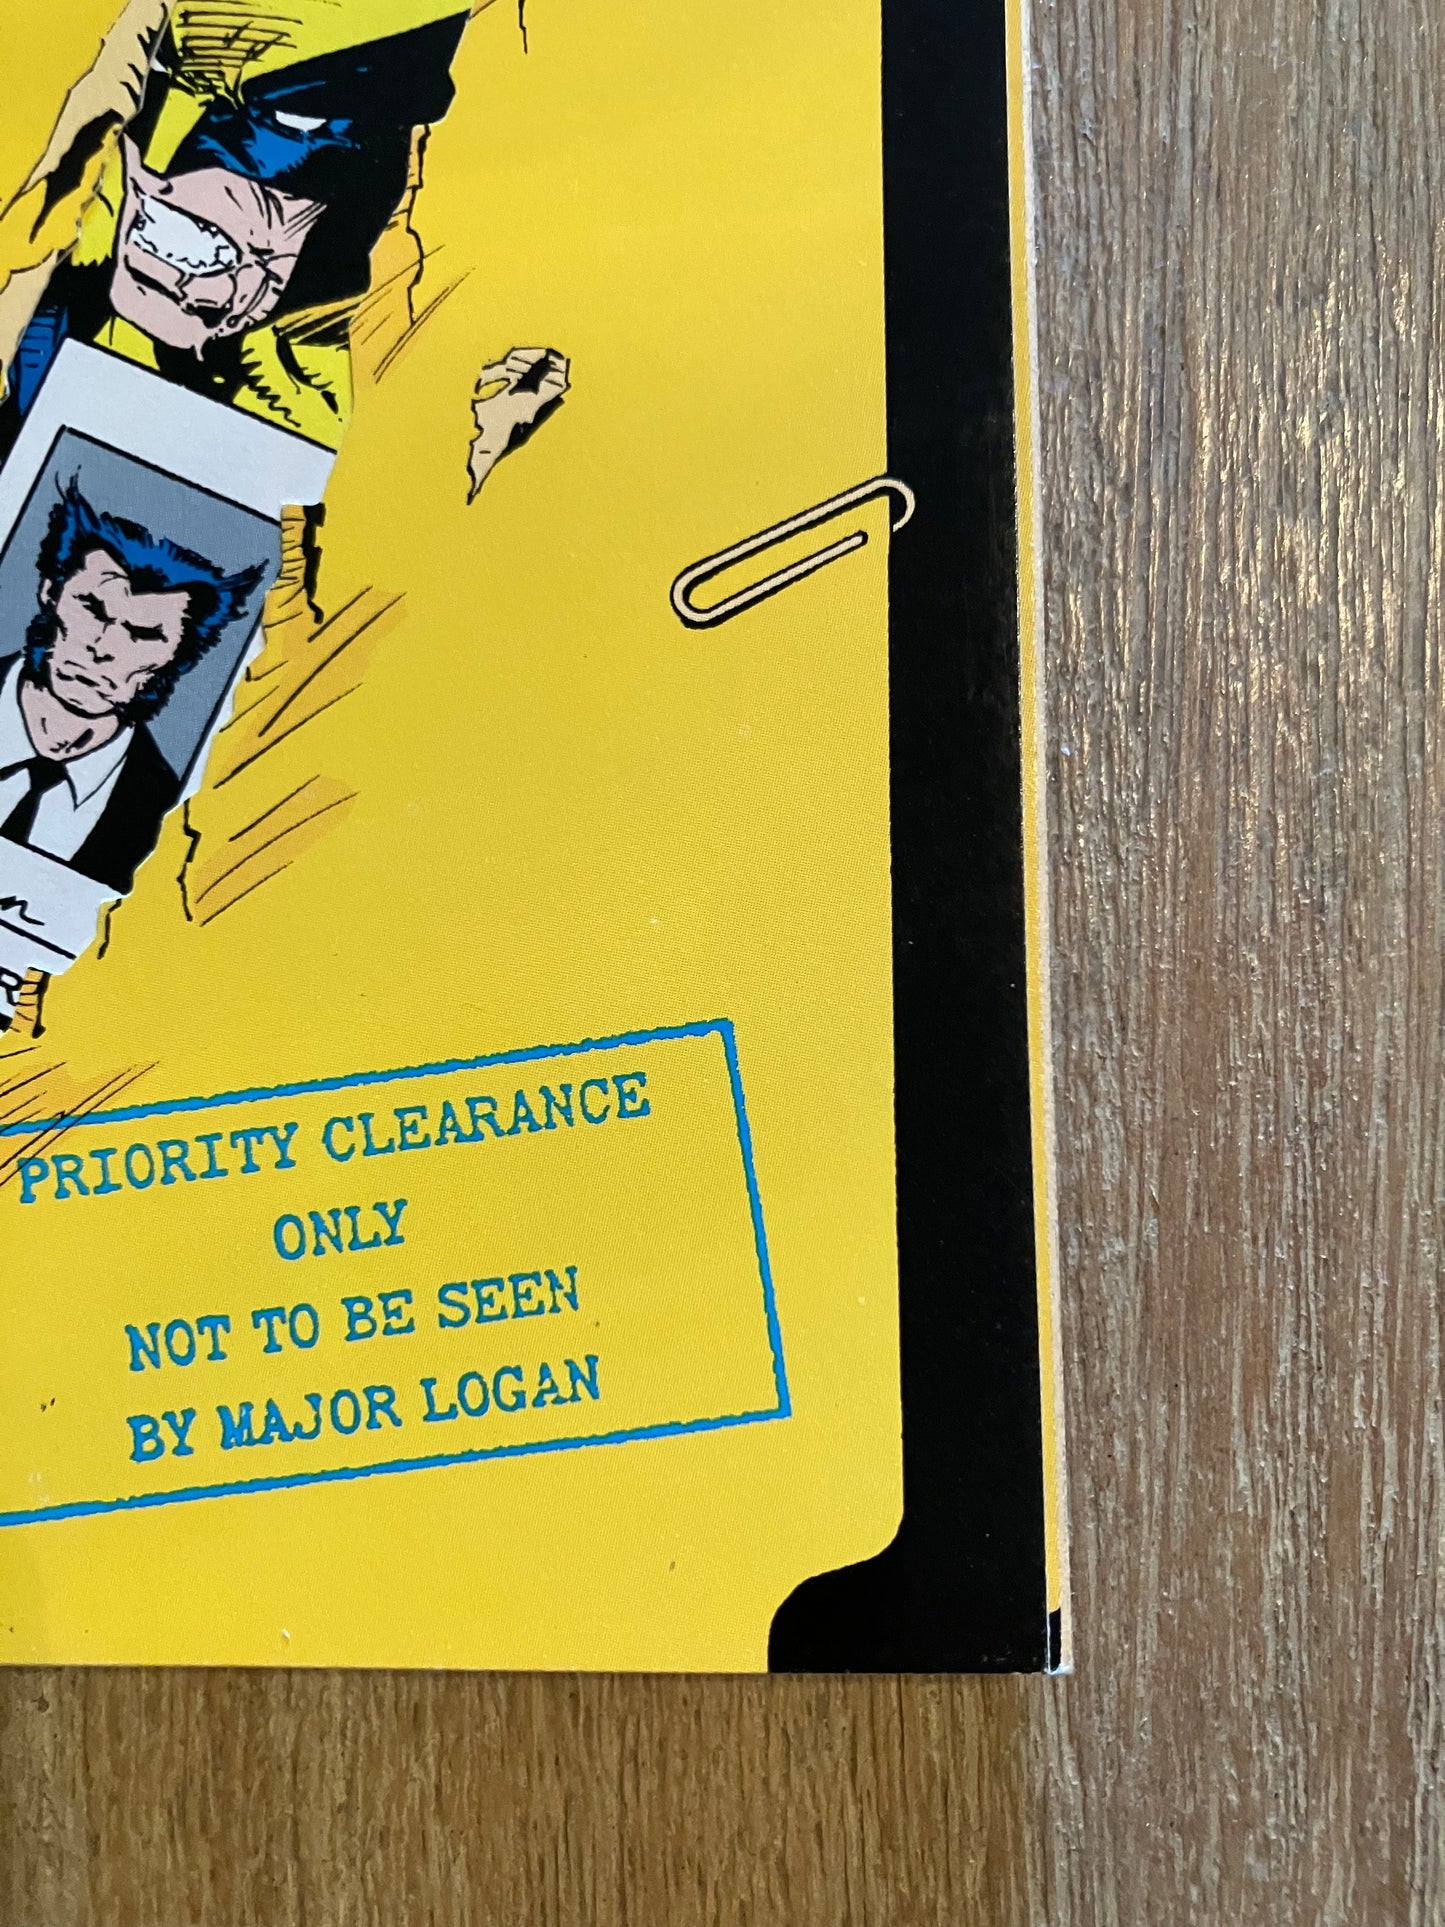 PRIORITY CLEARANCE
ONLY
NOT TO BE SEEN
BY MAJOR LOGAN